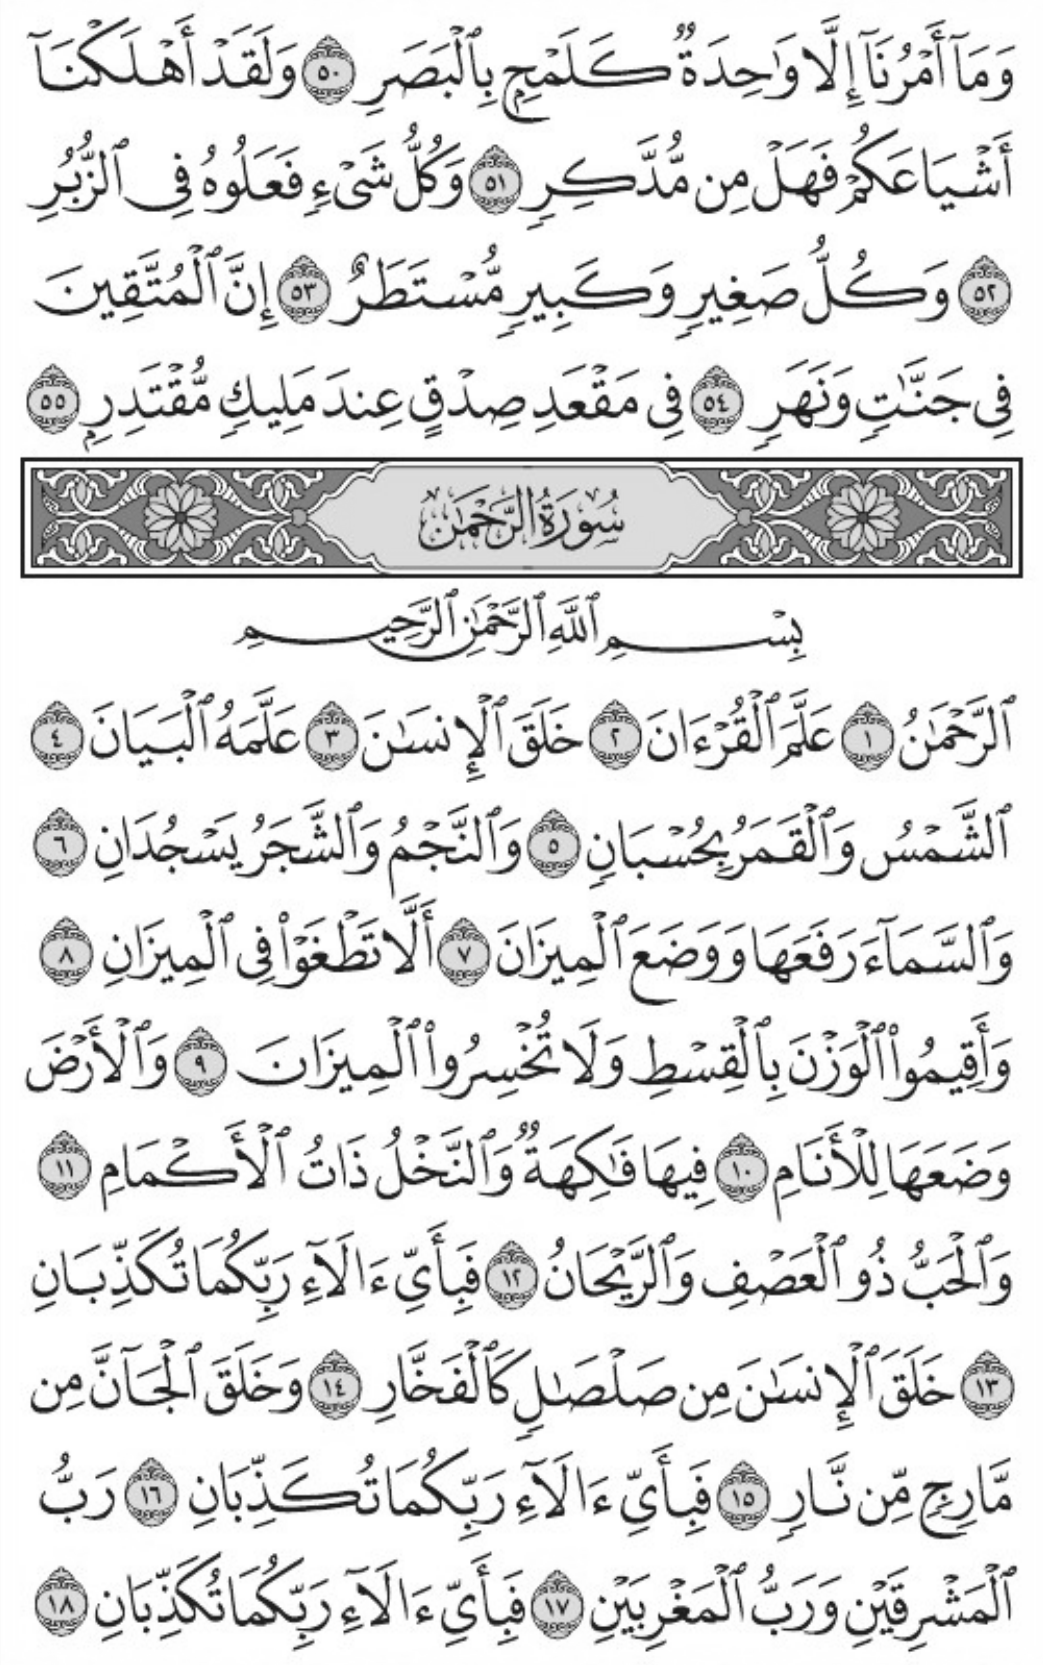 وَمَآ أَمْرُنَآ إِلَّا وَٰحِدَةٌ كَلَمْحٍۭ بِٱلْبَصَرِ ٥٠ وَلَقَدْ أَهْلَكْنَآ
أَشْيَاعَكُمْ فَهَلْ مِن مُّدَّكِرٍ ٥١ وَكُلُّ شَىْءٍ فَعَلُوهُ فِى ٱلزُّبُرِ
٥٢ وَكُلُّ صَغِيرٍ وَكَبِيرٍ مُّسْتَطَرٌ ٥٣ إِنَّ ٱلْمُتَّقِينَ
فِى جَنَّٰتٍ وَنَهَرٍ ٥٤ فِى مَقْعَدِ صِدْقٍ عِندَ مَلِيكٍ مُّقْتَدِرٍۭ ٥٥
سُورَةُ الرَّحْمَٰن
بِسْمِ ٱللَّهِ ٱلرَّحْمَٰنِ ٱلرَّحِيمِ
ٱلرَّحْمَٰنُ ١ عَلَّمَ ٱلْقُرْءَانَ ٢ خَلَقَ ٱلْإِنسَٰنَ ٣ عَلَّمَهُ ٱلْبَيَانَ ٤
ٱلشَّمْسُ وَٱلْقَمَرُ بِحُسْبَانٍ ٥ وَٱلنَّجْمُ وَٱلشَّجَرُ يَسْجُدَانِ ٦
وَٱلسَّمَآءَ رَفَعَهَا وَوَضَعَ ٱلْمِيزَانَ ٧ أَلَّا تَطْغَوْا۟ فِى ٱلْمِيزَانِ ٨
وَأَقِيمُوا۟ ٱلْوَزْنَ بِٱلْقِسْطِ وَلَا تُخْسِرُوا۟ ٱلْمِيزَانَ ٩ وَٱلْأَرْضَ
وَضَعَهَا لِلْأَنَامِ ١٠ فِيهَا فَٰكِهَةٌ وَٱلنَّخْلُ ذَاتُ ٱلْأَكْمَامِ ١١
وَٱلْحَبُّ ذُو ٱلْعَصْفِ وَٱلرَّيْحَانُ ١٢ فَبِأَىِّ ءَالَآءِ رَبِّكُمَا تُكَذِّبَانِ
١٣ خَلَقَ ٱلْإِنسَٰنَ مِن صَلْصَٰلٍ كَٱلْفَخَّارِ ١٤ وَخَلَقَ ٱلْجَآنَّ مِن
مَّارِجٍ مِّن نَّارٍ ١٥ فَبِأَىِّ ءَالَآءِ رَبِّكُمَا تُكَذِّبَانِ ١٦ رَبُّ
ٱلْمَشْرِقَيْنِ وَرَبُّ ٱلْمَغْرِبَيْنِ ١٧ فَبِأَىِّ ءَالَآءِ رَبِّكُمَا تُكَذِّبَانِ ١٨